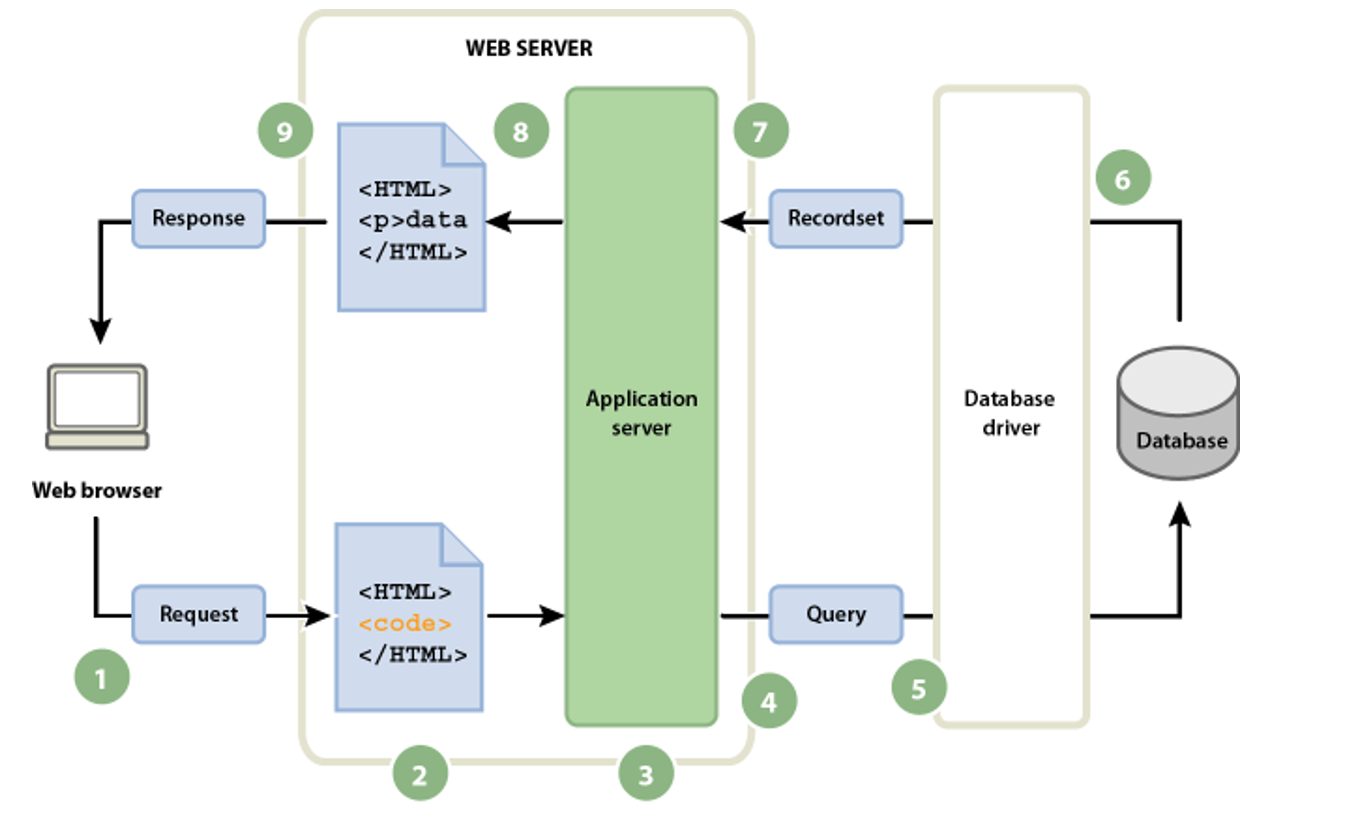 WEB SERVER
9
8
7
6
<HTML>
<p>data
</HTML>
Response
Recordset
Application
server
Database
driver
Database
Web browser
<HTML>
<code>
</HTML>
Request
Query
1
2
3
4
5